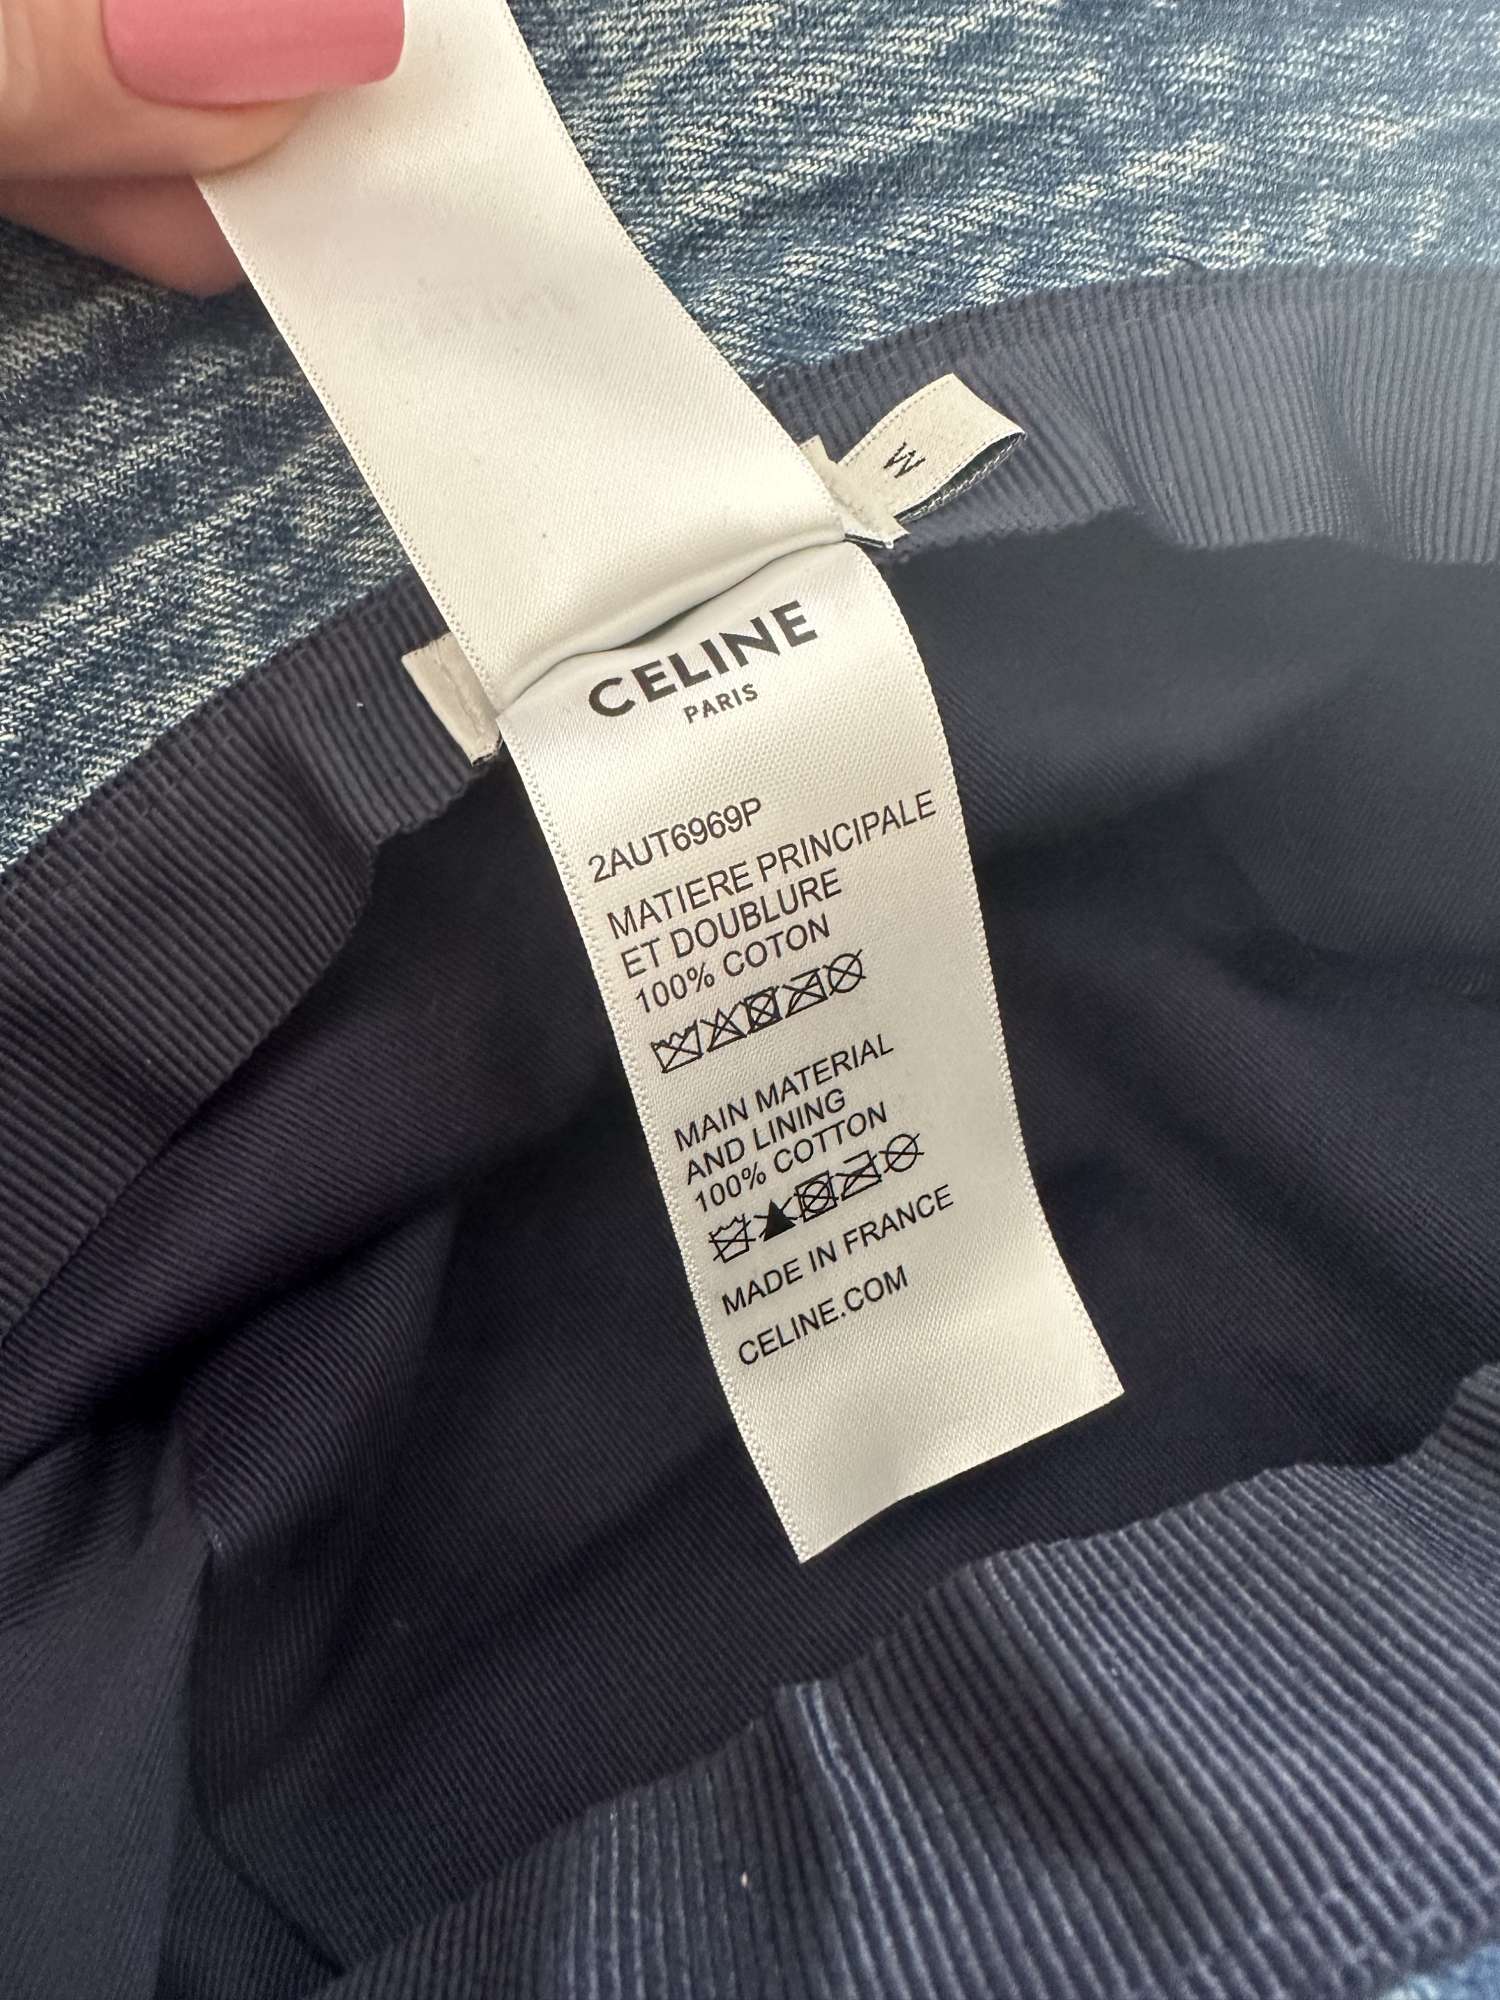 M
CELINE
PARIS
2AUT6969P
MATIERE PRINCIPALE
ET DOUBLURE
100% COTON
MAIN MATERIAL
AND LINING
100% COTTON
MADE IN FRANCE
CELINE.COM